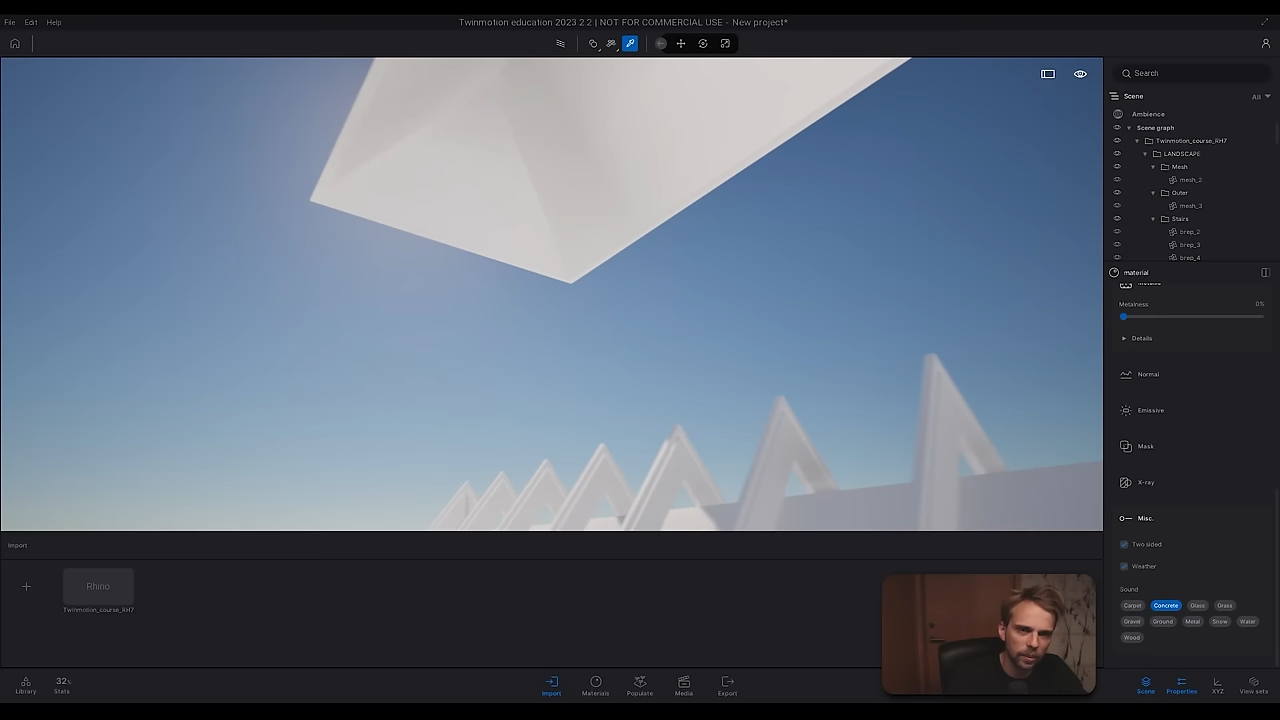 File Edit Help
Twinmotion education 2023.2.2 | NOT FOR COMMERCIAL USE - New project*
Search
Scene
All
Ambience
Scene graph
Twinmotion_course_RH7
LANDSCAPE
Mesh
mesh_2
Outer
mesh_3
Stairs
brep_2
brep_3
brep_4
material
Metalness 0%
Details
Normal
Emissive
Mask
X-ray
Misc.
Two sided
Weather
Sound
Carpet Concrete Glass Grass
Gravel Ground Metal Snow Water
Wood
Import
Rhino
Twinmotion_course_RH7
Library
32%
Stats
Import
Materials
Populate
Media
Export
Scene
Properties
XYZ
View sets